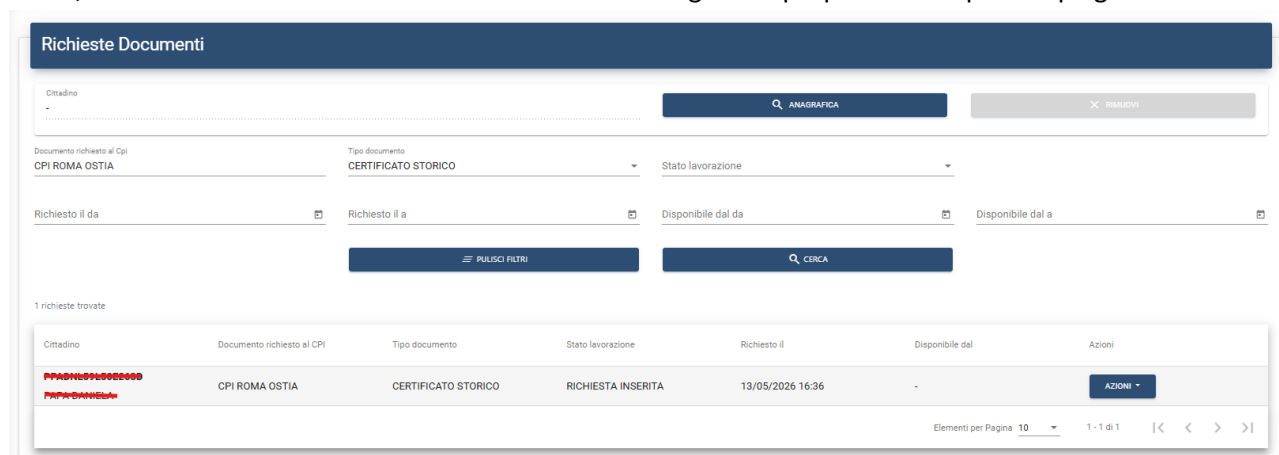 Richieste Documenti
Cittadino
-
ANAGRAFICA
RIMUOVI
Documento richiesto al Cpi
CPI ROMA OSTIA
Tipo documento
CERTIFICATO STORICO
Stato lavorazione
Richiesto il da
Richiesto il a
Disponibile dal da
Disponibile dal a
PULISCI FILTRI
CERCA
1 richieste trovate
Cittadino Documento richiesto al CPI Tipo documento Stato lavorazione Richiesto il Disponibile dal Azioni
CPI ROMA OSTIA CERTIFICATO STORICO RICHIESTA INSERITA 13/05/2026 16:36 - AZIONI
Elementi per Pagina 10 1 - 1 di 1